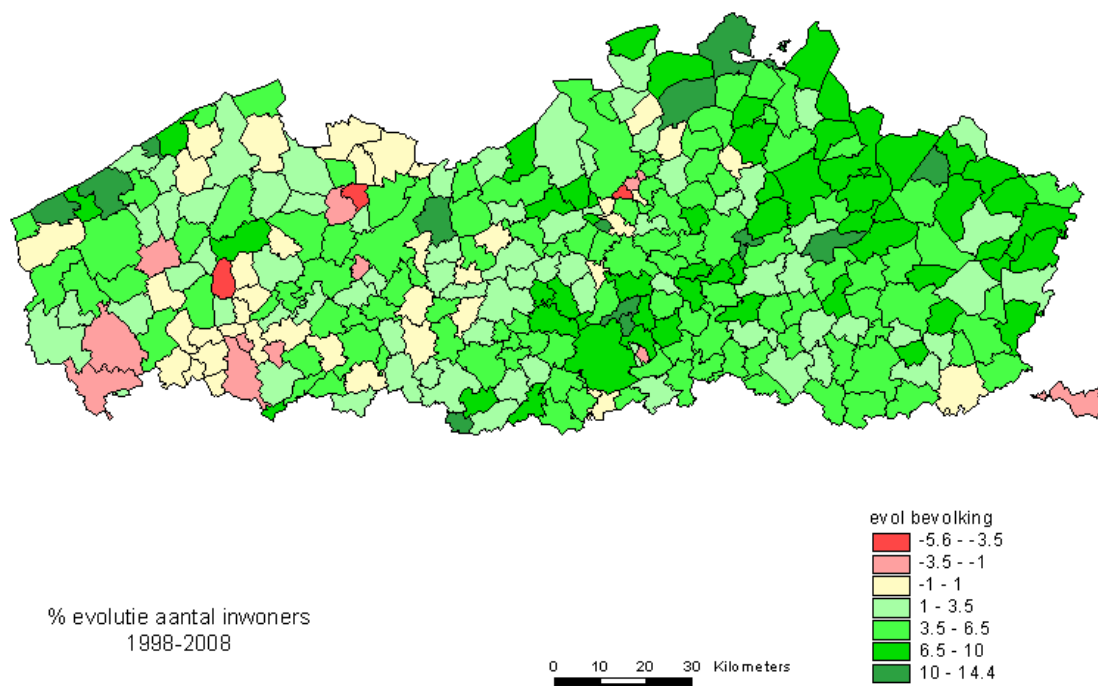 evol bevolking
-5.6 - -3.5
-3.5 - -1
-1 - 1
1 - 3.5
3.5 - 6.5
6.5 - 10
10 - 14.4
% evolutie aantal inwoners
1998-2008
0 10 20 30 Kilometers